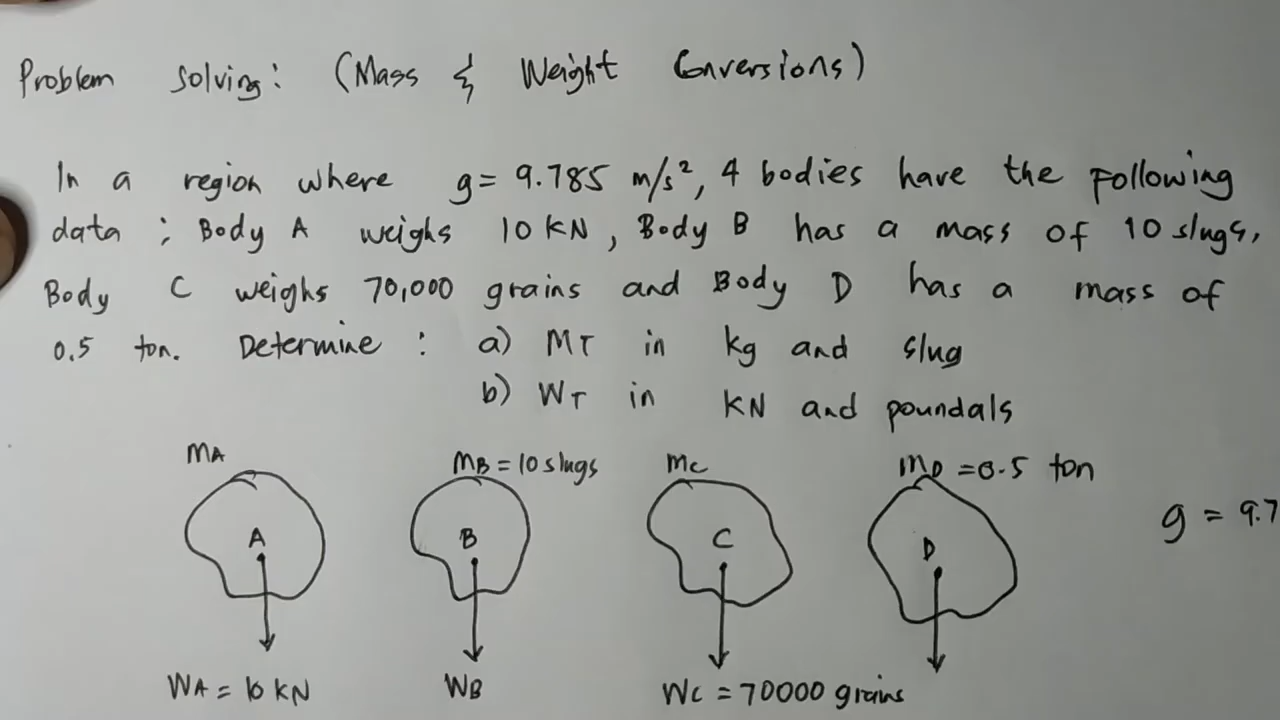 Problem Solving: (Mass & Weight Conversions)
In a region where g = 9.785 m/s², 4 bodies have the following
data : Body A weighs 10 KN, Body B has a mass of 10 slugs,
Body C weighs 70,000 grains and Body D has a mass of
0.5 ton. Determine : a) MT in kg and slug
b) WT in KN and poundals
MA MB = 10 slugs MC MD = 0.5 ton
g = 9.7
A B C D
WA = 10 KN WB WC = 70000 grains